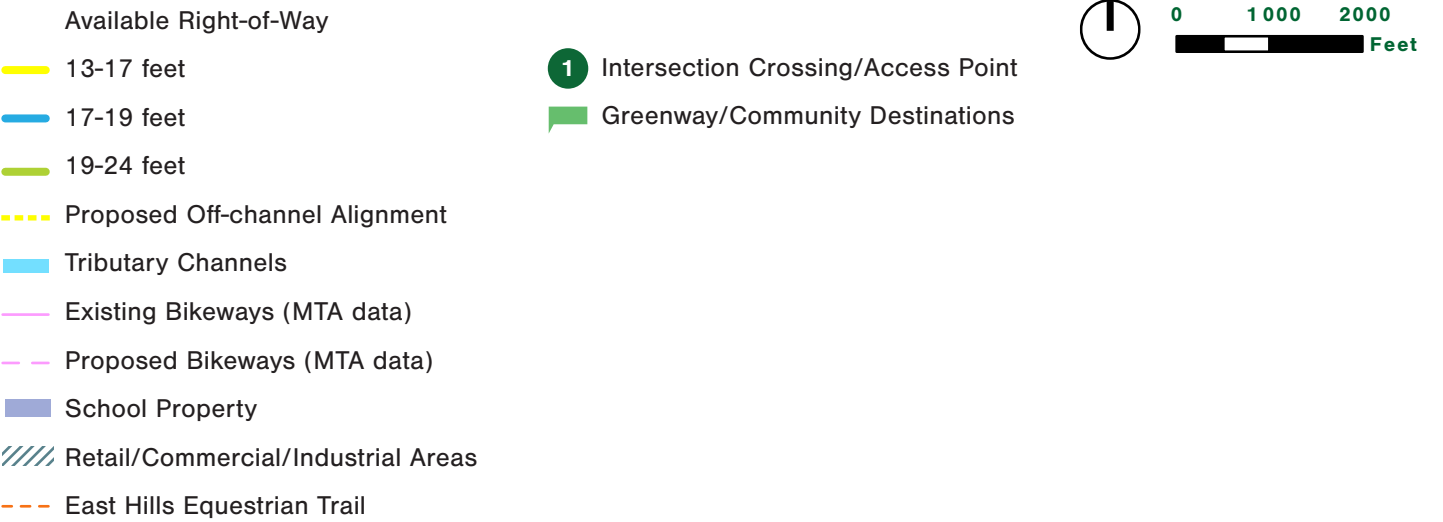 Available Right-of-Way
13-17 feet
17-19 feet
19-24 feet
Proposed Off-channel Alignment
Tributary Channels
Existing Bikeways (MTA data)
Proposed Bikeways (MTA data)
School Property
Retail/Commercial/Industrial Areas
East Hills Equestrian Trail
1 Intersection Crossing/Access Point
Greenway/Community Destinations
0 1000 2000
Feet